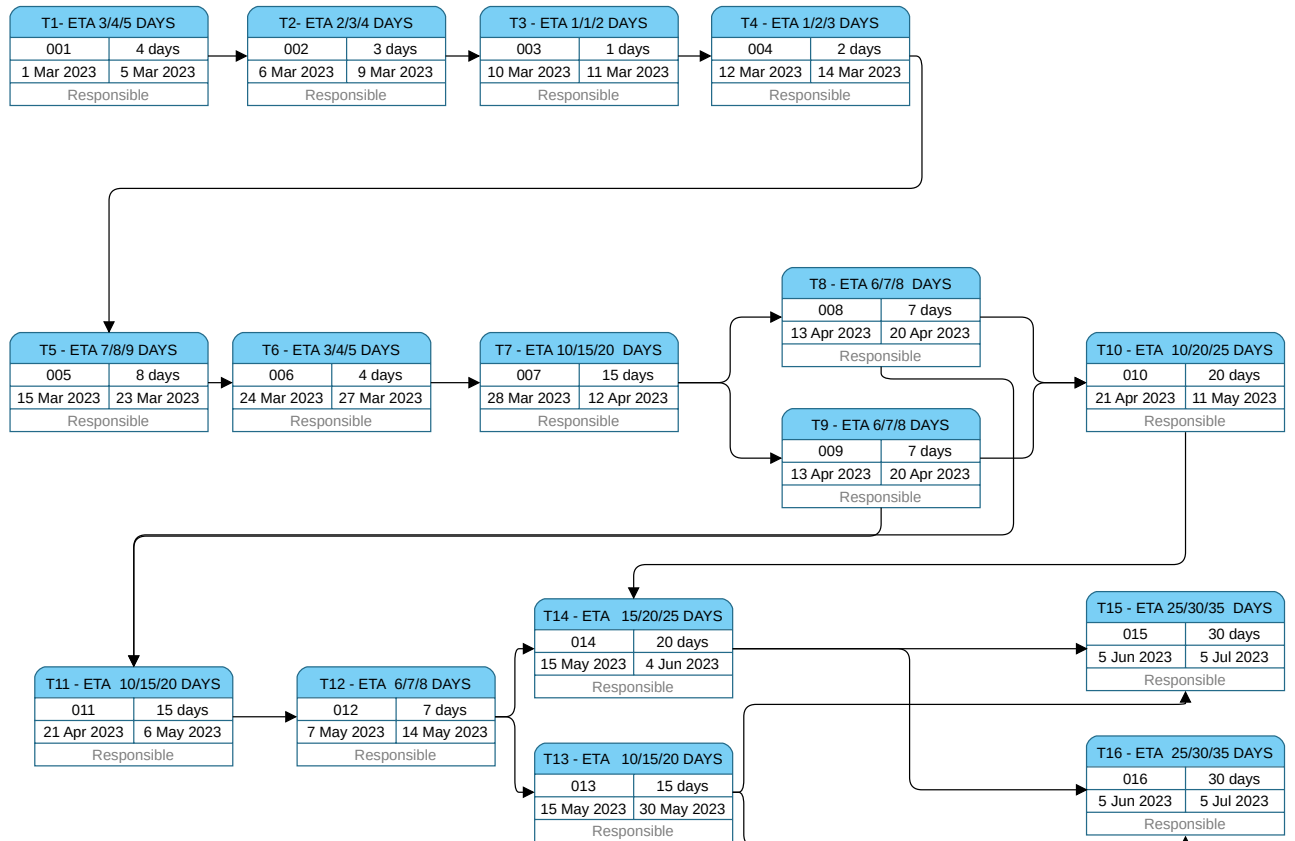 T1- ETA 3/4/5 DAYS
001 4 days
1 Mar 2023 5 Mar 2023
Responsible
T2- ETA 2/3/4 DAYS
002 3 days
6 Mar 2023 9 Mar 2023
Responsible
T3 - ETA 1/1/2 DAYS
003 1 days
10 Mar 2023 11 Mar 2023
Responsible
T4 - ETA 1/2/3 DAYS
004 2 days
12 Mar 2023 14 Mar 2023
Responsible
T5 - ETA 7/8/9 DAYS
005 8 days
15 Mar 2023 23 Mar 2023
Responsible
T6 - ETA 3/4/5 DAYS
006 4 days
24 Mar 2023 27 Mar 2023
Responsible
T7 - ETA 10/15/20 DAYS
007 15 days
28 Mar 2023 12 Apr 2023
Responsible
T8 - ETA 6/7/8 DAYS
008 7 days
13 Apr 2023 20 Apr 2023
Responsible
T9 - ETA 6/7/8 DAYS
009 7 days
13 Apr 2023 20 Apr 2023
Responsible
T10 - ETA 10/20/25 DAYS
010 20 days
21 Apr 2023 11 May 2023
Responsible
T11 - ETA 10/15/20 DAYS
011 15 days
21 Apr 2023 6 May 2023
Responsible
T12 - ETA 6/7/8 DAYS
012 7 days
7 May 2023 14 May 2023
Responsible
T14 - ETA 15/20/25 DAYS
014 20 days
15 May 2023 4 Jun 2023
Responsible
T13 - ETA 10/15/20 DAYS
013 15 days
15 May 2023 30 May 2023
Responsible
T15 - ETA 25/30/35 DAYS
015 30 days
5 Jun 2023 5 Jul 2023
Responsible
T16 - ETA 25/30/35 DAYS
016 30 days
5 Jun 2023 5 Jul 2023
Responsible